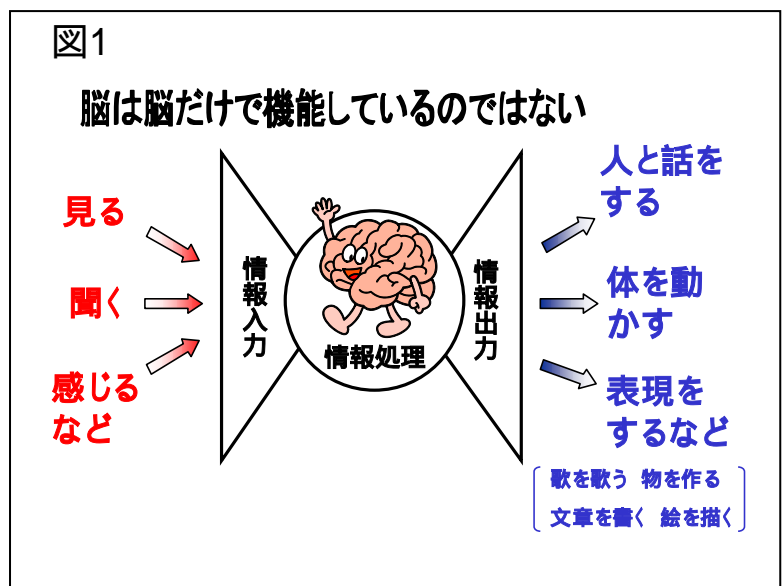 図1
脳は脳だけで機能しているのではない
見る
聞く
感じる
など
情報入力
情報処理
情報出力
人と話を
する
体を動
かす
表現を
するなど
歌を歌う 物を作る
文章を書く 絵を描く